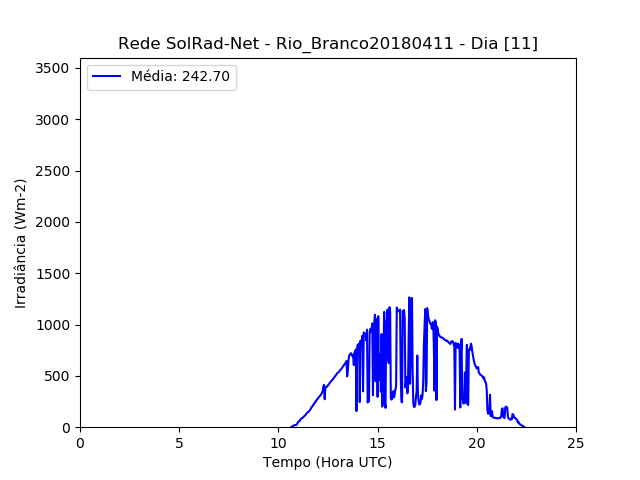 Rede SolRad-Net - Rio_Branco20180411 - Dia [11]
Média: 242.70
Irradiância (Wm-2)
3500
3000
2500
2000
1500
1000
500
0
0 5 10 15 20 25
Tempo (Hora UTC)